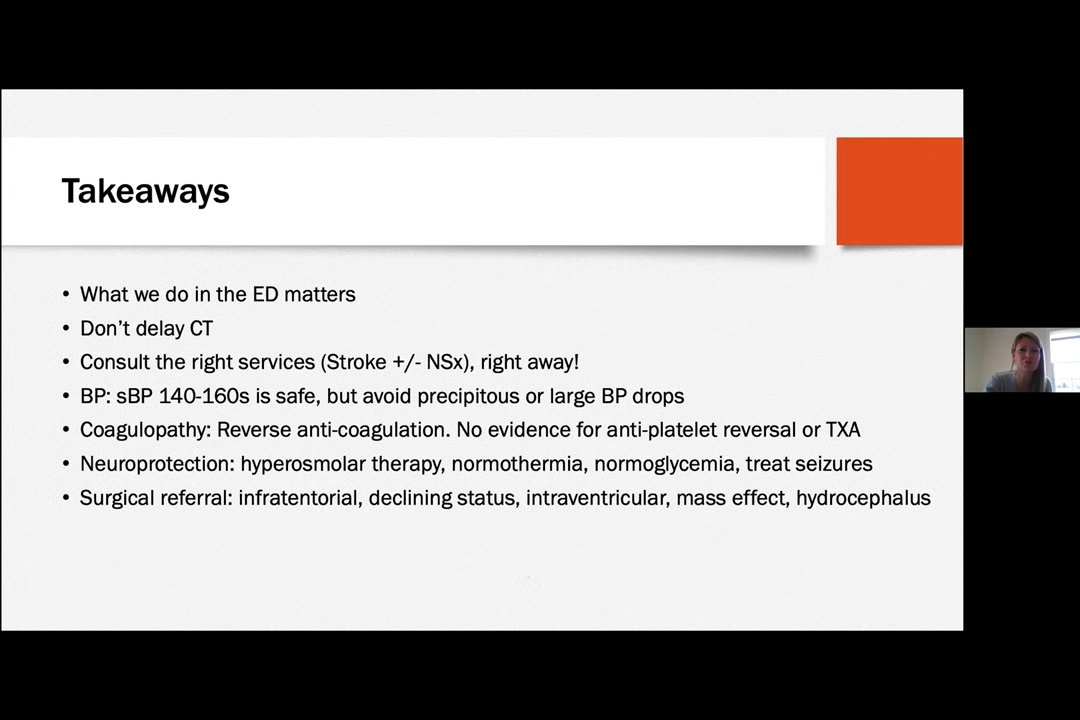 Takeaways
• What we do in the ED matters
• Don’t delay CT
• Consult the right services (Stroke +/- NSx), right away!
• BP: sBP 140-160s is safe, but avoid precipitous or large BP drops
• Coagulopathy: Reverse anti-coagulation. No evidence for anti-platelet reversal or TXA
• Neuroprotection: hyperosmolar therapy, normothermia, normoglycemia, treat seizures
• Surgical referral: infratentorial, declining status, intraventricular, mass effect, hydrocephalus